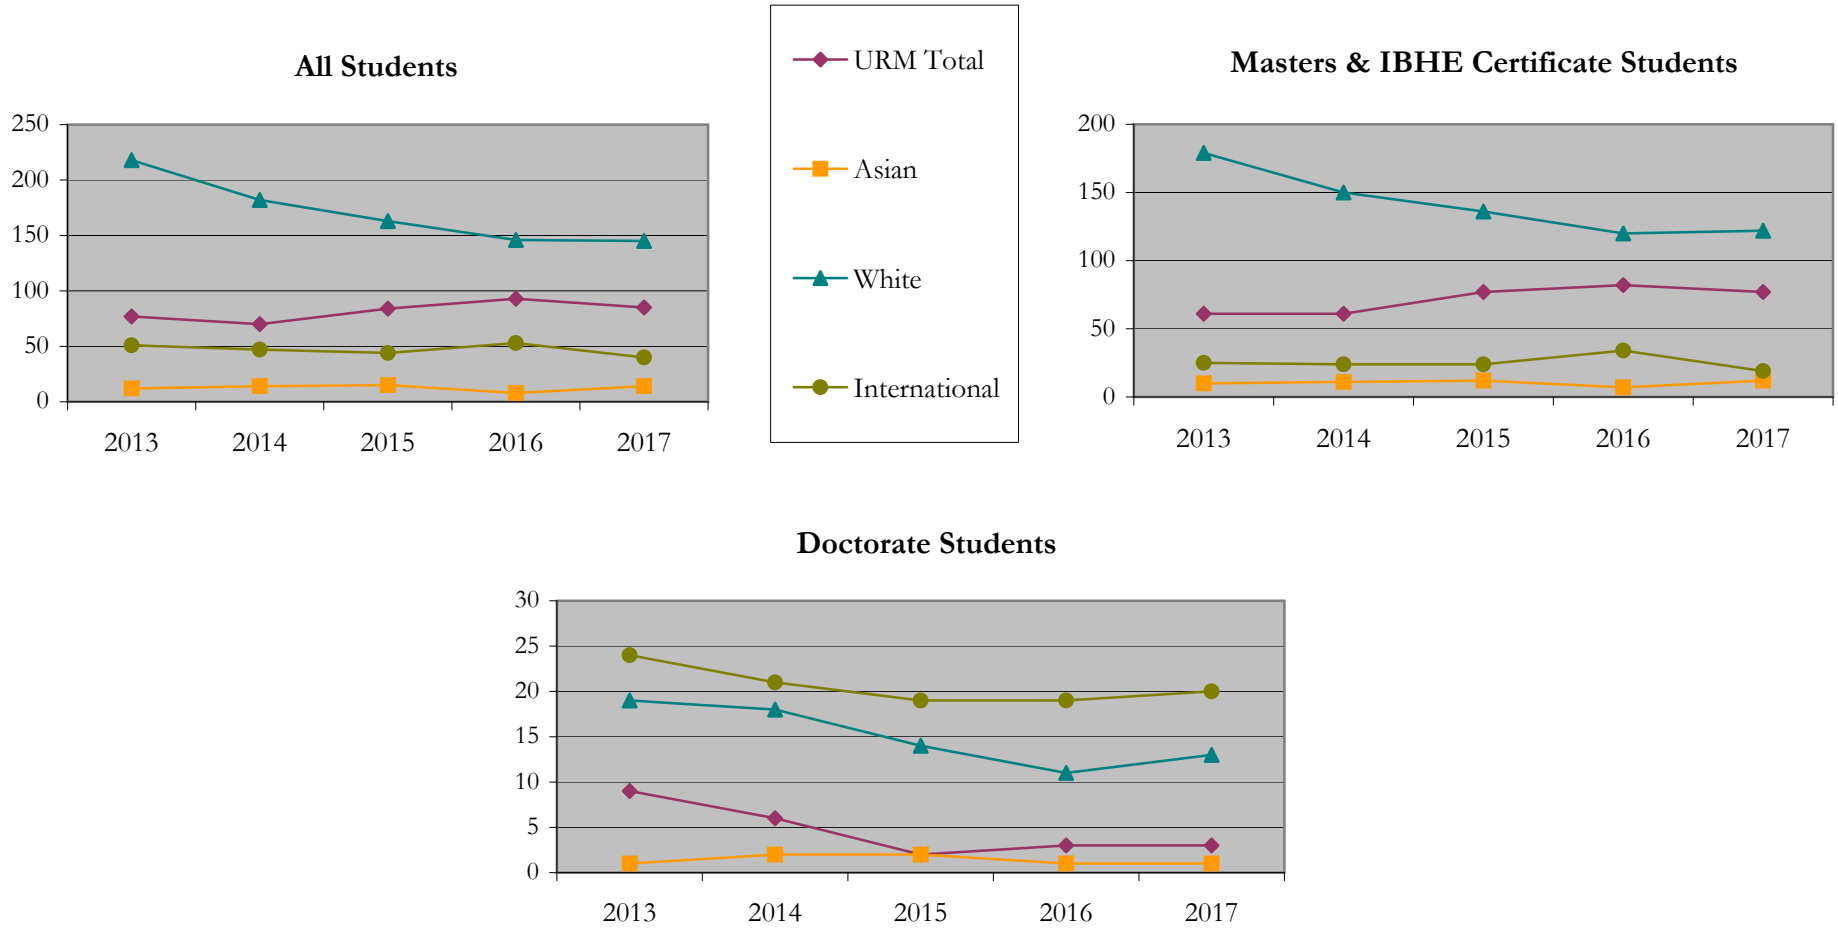 All Students
250
200
150
100
50
0
2013 2014 2015 2016 2017
URM Total
Asian
White
International
Masters & IBHE Certificate Students
200
150
100
50
0
2013 2014 2015 2016 2017
Doctorate Students
30
25
20
15
10
5
0
2013 2014 2015 2016 2017